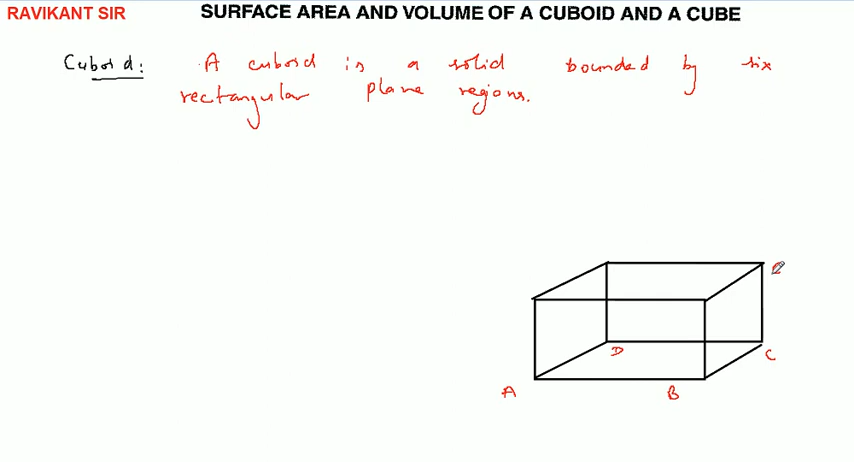 RAVIKANT SIR
SURFACE AREA AND VOLUME OF A CUBOID AND A CUBE
Cuboid: A cuboid is a solid bounded by six
rectangular plane regions.
D
C
A
B